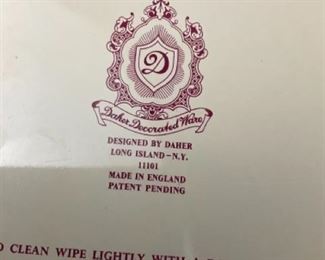 D
Daher Decorated Ware
DESIGNED BY DAHER
LONG ISLAND-N.Y.
11101
MADE IN ENGLAND
PATENT PENDING
CLEAN WIPE LIGHTLY WITH A